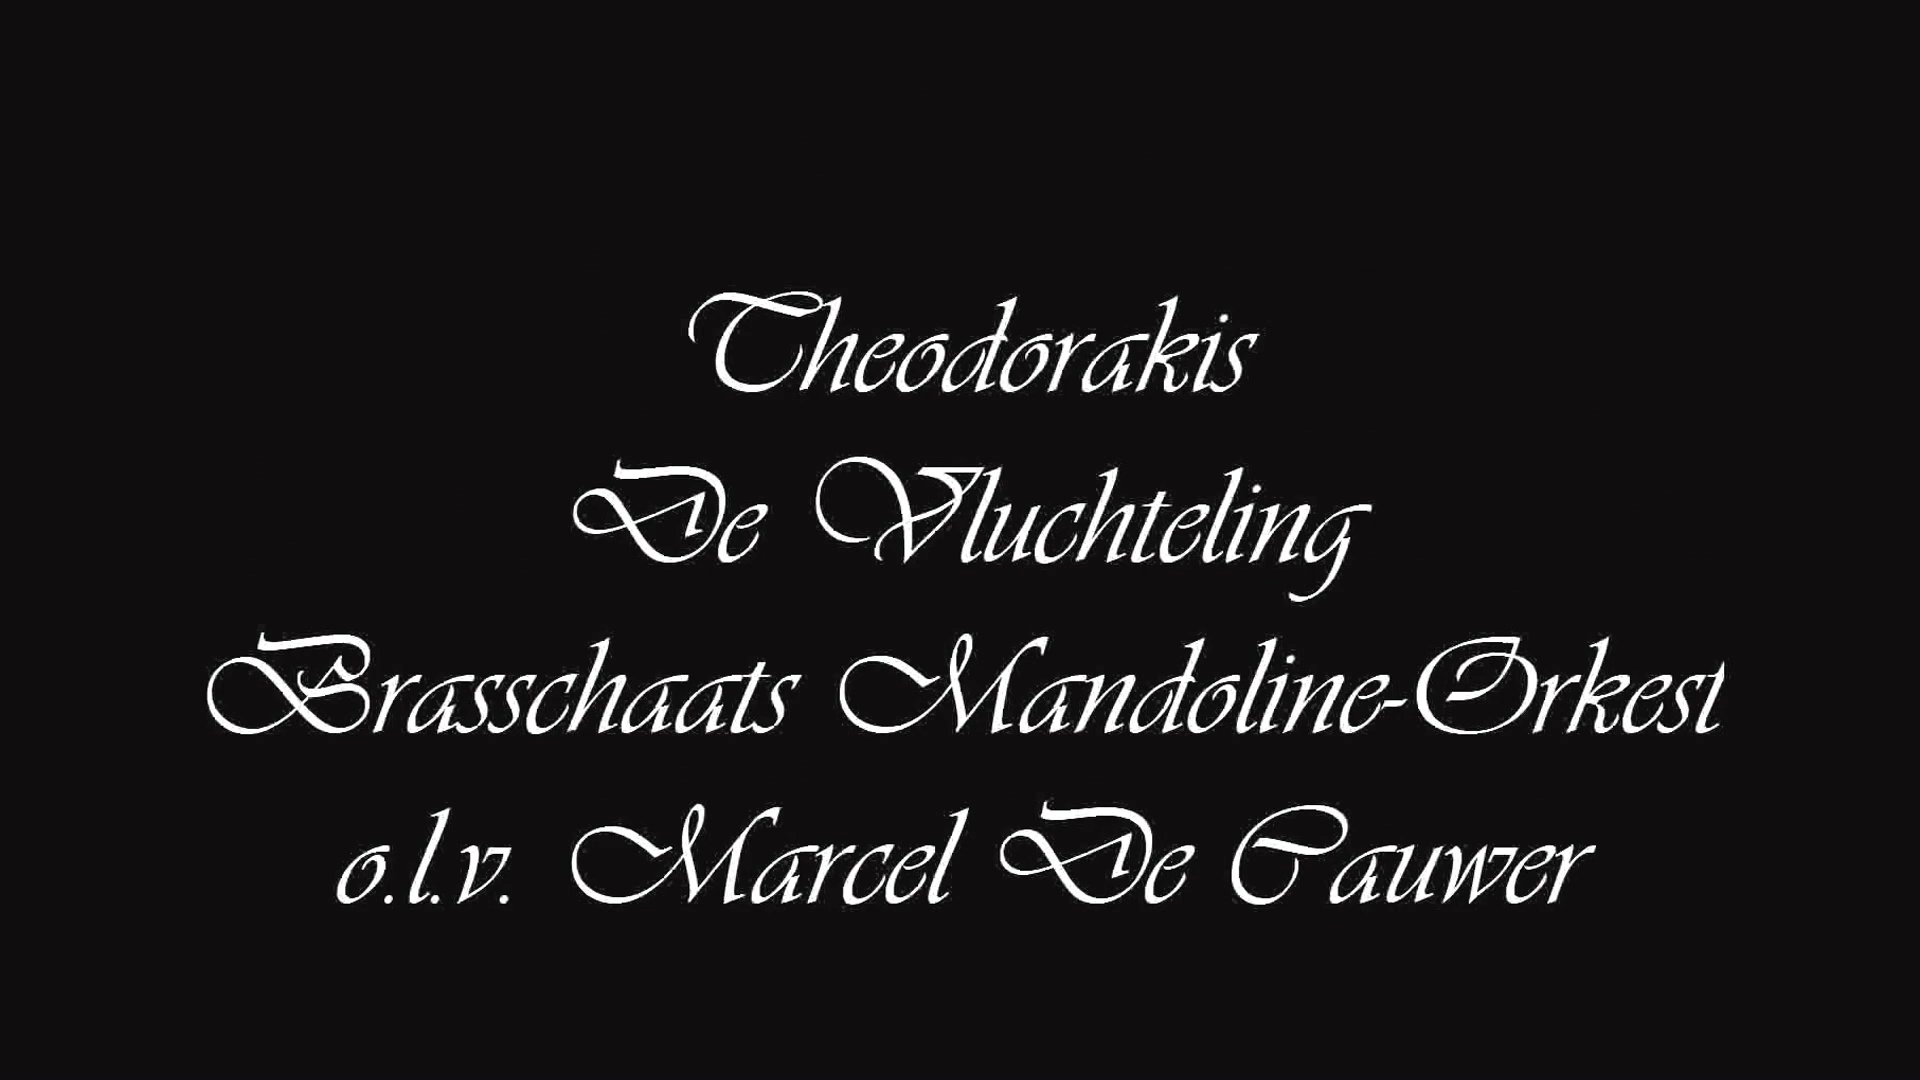 Theodorakis
De Vluchteling
Brasschaats Mandoline-Orkest
o.l.v. Marcel De Cauwer